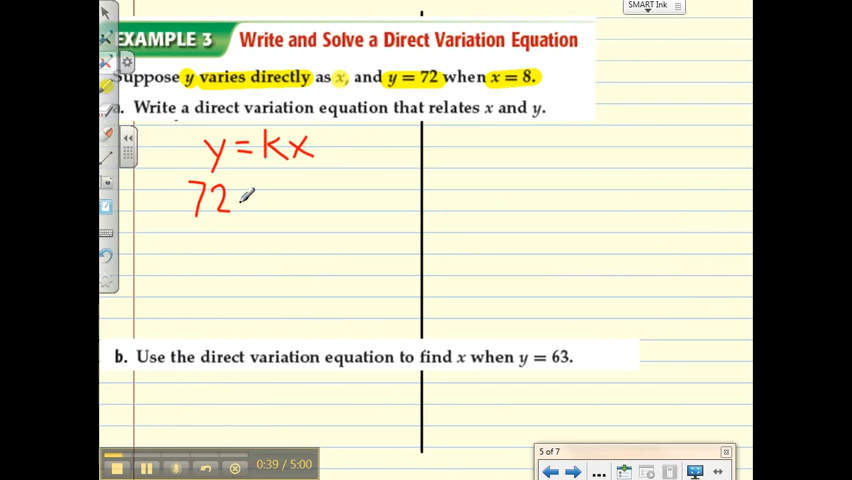 SMART Ink
EXAMPLE 3 Write and Solve a Direct Variation Equation
Suppose y varies directly as x, and y = 72 when x = 8.
a. Write a direct variation equation that relates x and y.
y = kx
72
b. Use the direct variation equation to find x when y = 63.
0:39 / 5:00
5 of 7
...